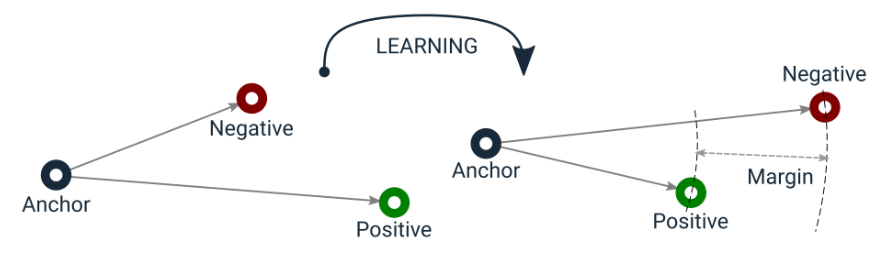 LEARNING
Negative
Anchor
Positive
Negative
Anchor
Margin
Positive